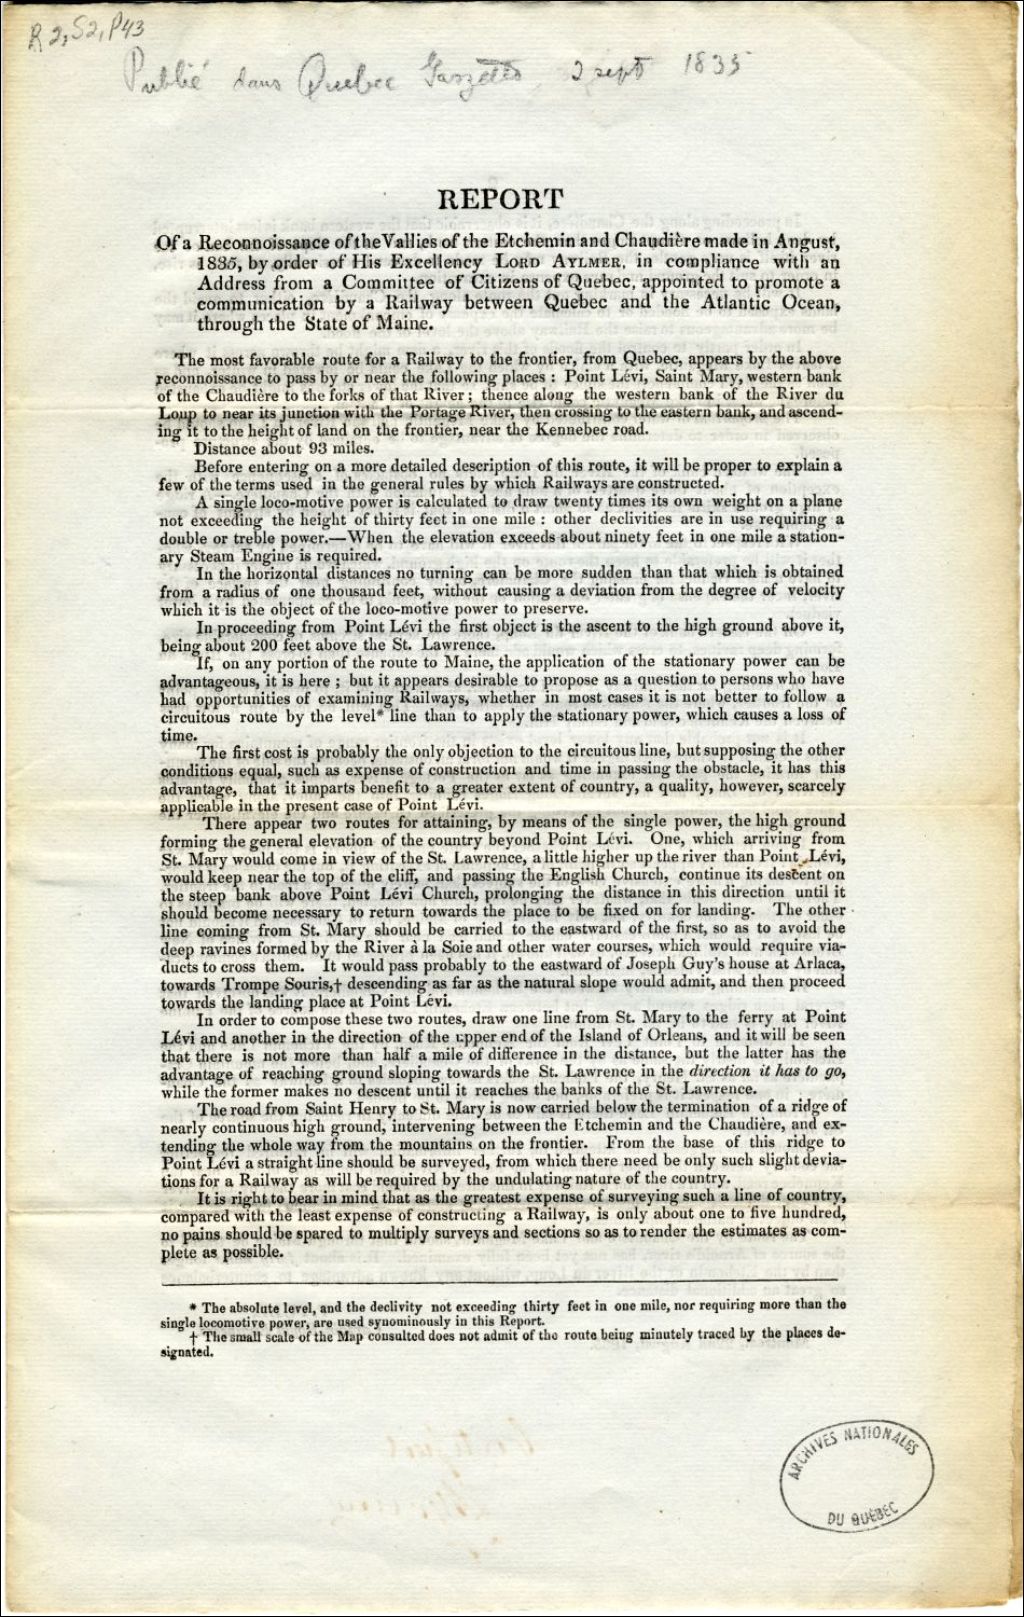 R2, S2, P43
Publié dans Quebec Gazette 2 sept 1835
REPORT
Of a Reconnoissance of the Vallies of the Etchemin and Chaudière made in August,
1835, by order of His Excellency LORD AYLMER, in compliance with an
Address from a Committee of Citizens of Quebec, appointed to promote a
communication by a Railway between Quebec and the Atlantic Ocean,
through the State of Maine.
The most favorable route for a Railway to the frontier, from Quebec, appears by the above
reconnoissance to pass by or near the following places : Point Lévi, Saint Mary, western bank
of the Chaudière to the forks of that River ; thence along the western bank of the River du
Loup to near its junction with the Portage River, then crossing to the eastern bank, and ascend-
ing it to the height of land on the frontier, near the Kennebec road.
Distance about 93 miles.
Before entering on a more detailed description of this route, it will be proper to explain a
few of the terms used in the general rules by which Railways are constructed.
A single loco-motive power is calculated to draw twenty times its own weight on a plane
not exceeding the height of thirty feet in one mile : other declivities are in use requiring a
double or treble power.—When the elevation exceeds about ninety feet in one mile a station-
ary Steam Engine is required.
In the horizontal distances no turning can be more sudden than that which is obtained
from a radius of one thousand feet, without causing a deviation from the degree of velocity
which it is the object of the loco-motive power to preserve.
In proceeding from Point Lévi the first object is the ascent to the high ground above it,
being about 200 feet above the St. Lawrence.
If, on any portion of the route to Maine, the application of the stationary power can be
advantageous, it is here ; but it appears desirable to propose as a question to persons who have
had opportunities of examining Railways, whether in most cases it is not better to follow a
circuitous route by the level* line than to apply the stationary power, which causes a loss of
time.
The first cost is probably the only objection to the circuitous line, but supposing the other
conditions equal, such as expense of construction and time in passing the obstacle, it has this
advantage, that it imparts benefit to a greater extent of country, a quality, however, scarcely
applicable in the present case of Point Lévi.
There appear two routes for attaining, by means of the single power, the high ground
forming the general elevation of the country beyond Point Lévi. One, which arriving from
St. Mary would come in view of the St. Lawrence, a little higher up the river than Point Lévi,
would keep near the top of the cliff, and passing the English Church, continue its descent on
the steep bank above Point Lévi Church, prolonging the distance in this direction until it
should become necessary to return towards the place to be fixed on for landing. The other
line coming from St. Mary should be carried to the eastward of the first, so as to avoid the
deep ravines formed by the River à la Soie and other water courses, which would require via-
ducts to cross them. It would pass probably to the eastward of Joseph Guy's house at Arlaca,
towards Trompe Souris,† descending as far as the natural slope would admit, and then proceed
towards the landing place at Point Lévi.
In order to compose these two routes, draw one line from St. Mary to the ferry at Point
Lévi and another in the direction of the upper end of the Island of Orleans, and it will be seen
that there is not more than half a mile of difference in the distance, but the latter has the
advantage of reaching ground sloping towards the St. Lawrence in the direction it has to go,
while the former makes no descent until it reaches the banks of the St. Lawrence.
The road from Saint Henry to St. Mary is now carried below the termination of a ridge of
nearly continuous high ground, intervening between the Etchemin and the Chaudière, and ex-
tending the whole way from the mountains on the frontier. From the base of this ridge to
Point Lévi a straight line should be surveyed, from which there need be only such slight devia-
tions for a Railway as will be required by the undulating nature of the country.
It is right to bear in mind that as the greatest expense of surveying such a line of country,
compared with the least expense of constructing a Railway, is only about one to five hundred,
no pains should be spared to multiply surveys and sections so as to render the estimates as com-
plete as possible.
* The absolute level, and the declivity not exceeding thirty feet in one mile, nor requiring more than the
single locomotive power, are used synominously in this Report.
† The small scale of the Map consulted does not admit of the route being minutely traced by the places de-
signated.
ARCHIVES NATIONALES
DU QUÉBEC